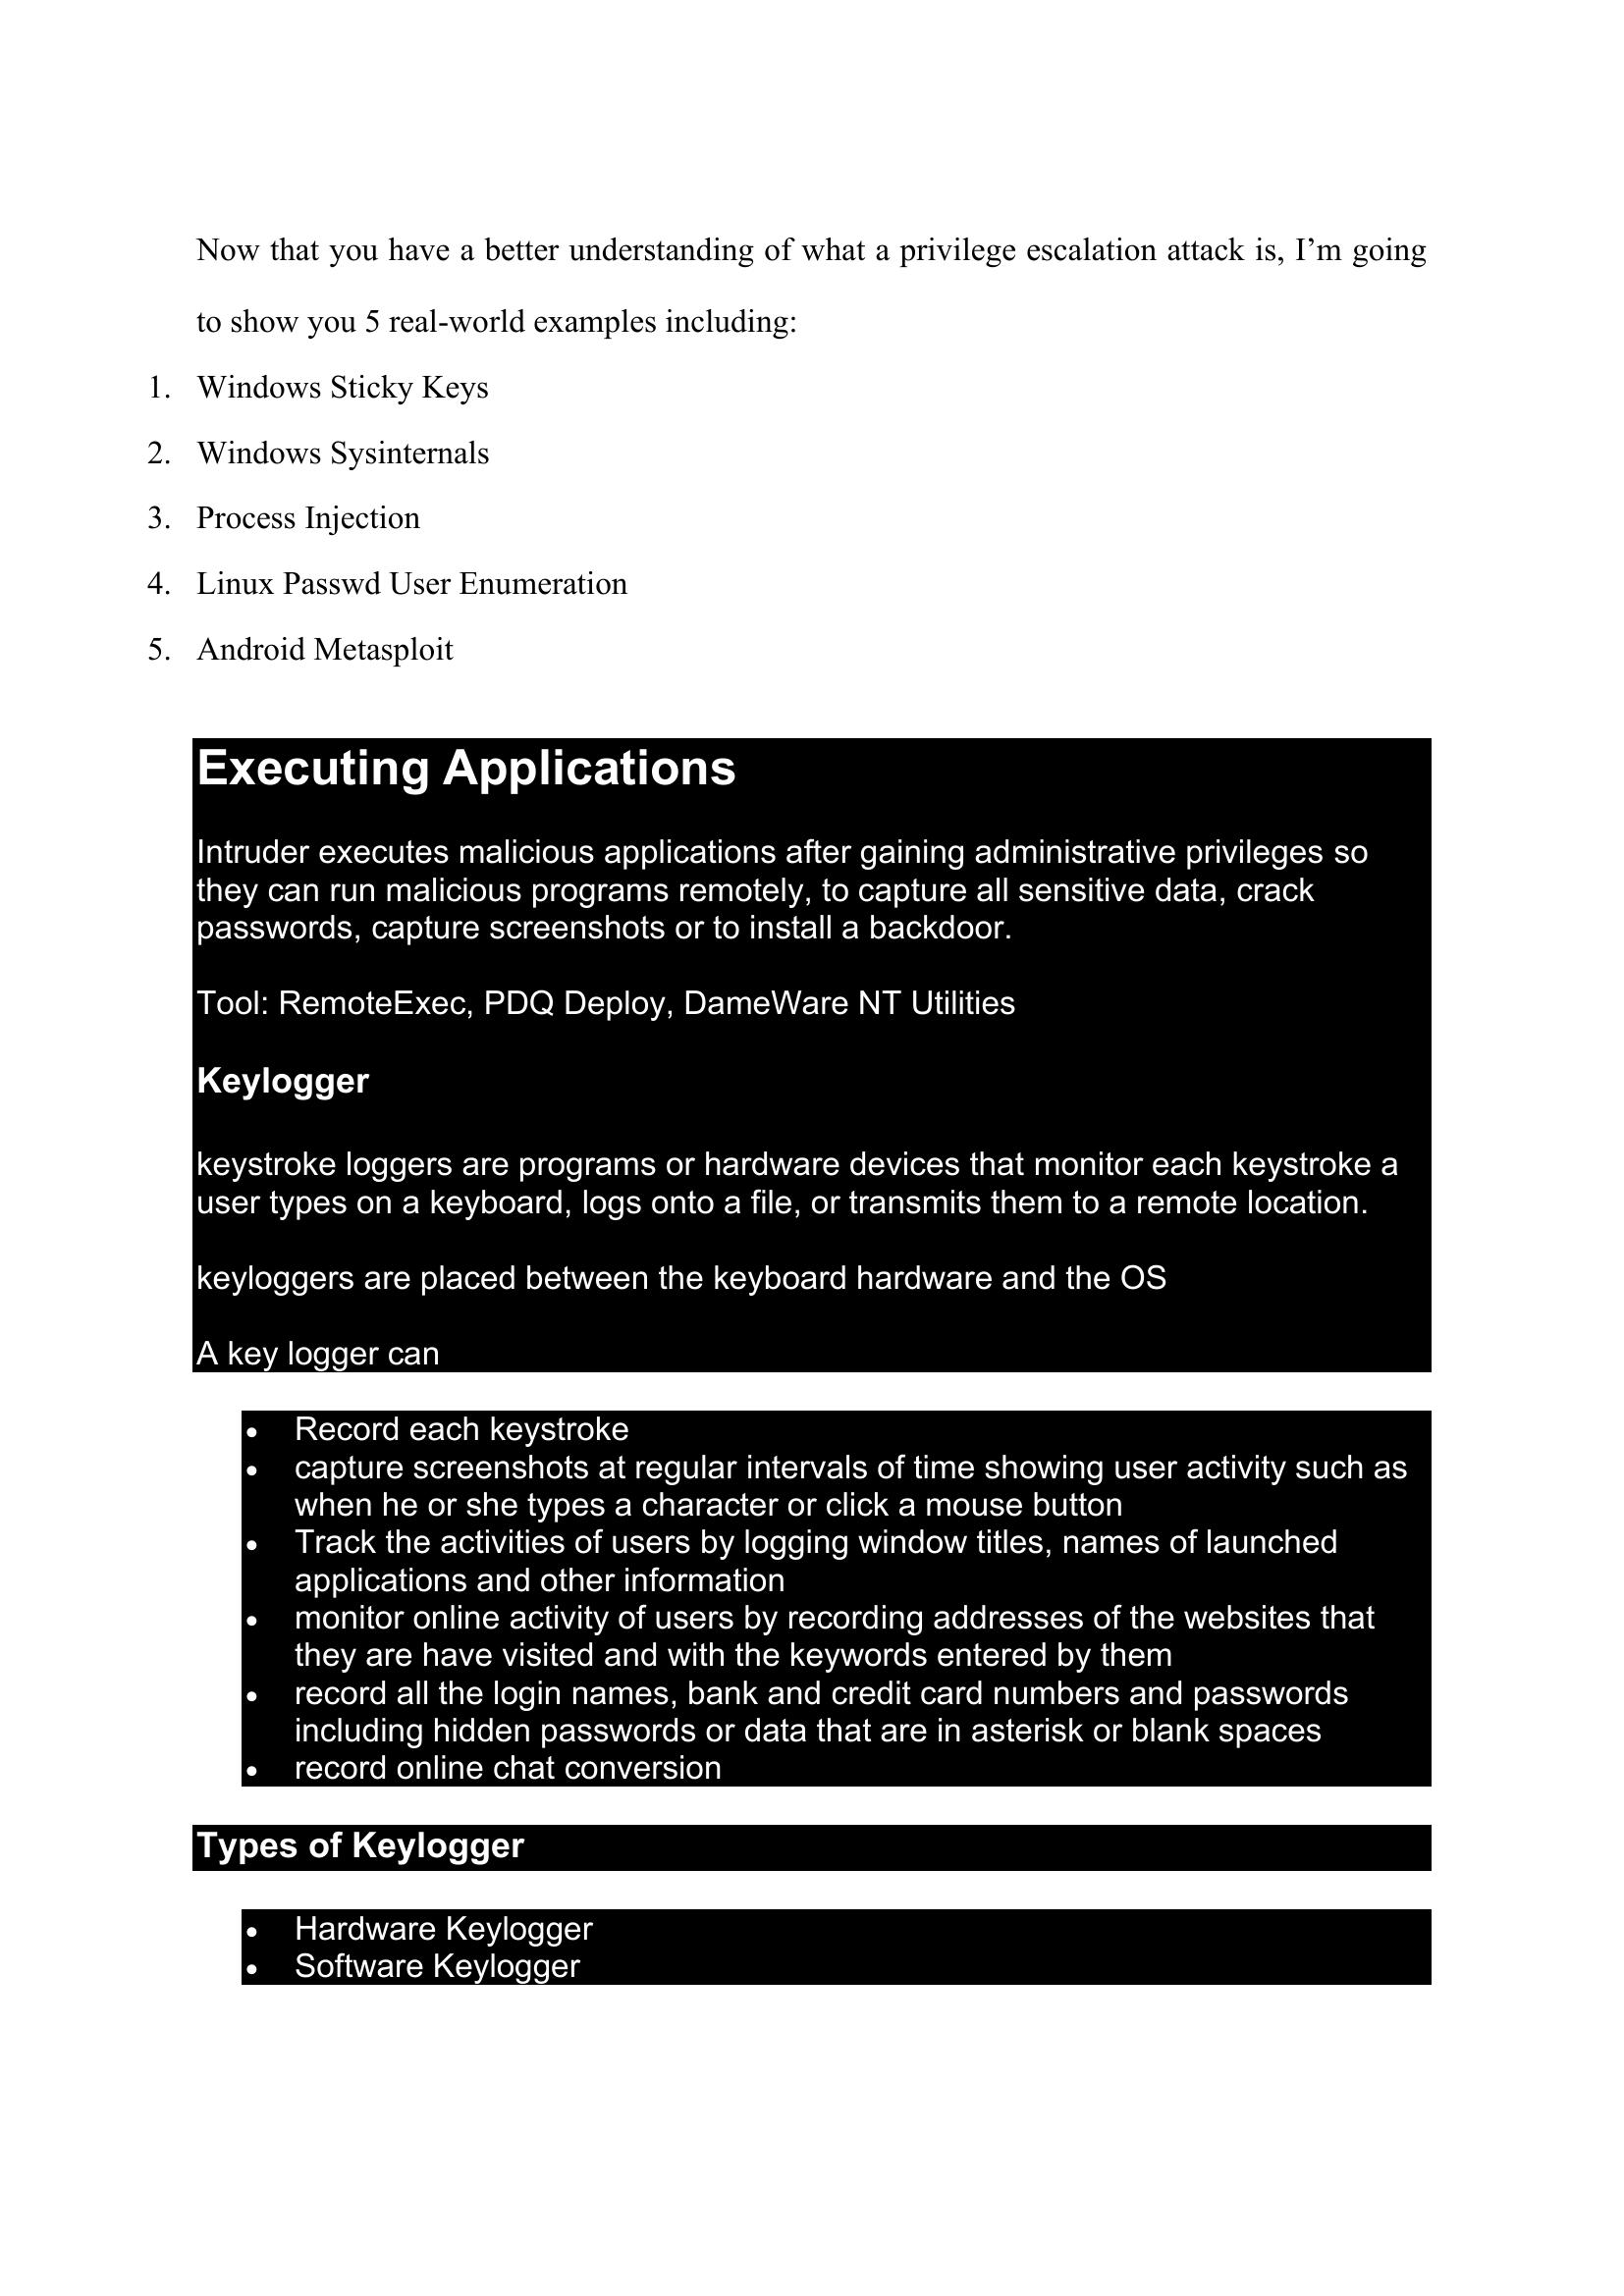 Now that you have a better understanding of what a privilege escalation attack is, I’m going
to show you 5 real-world examples including:
1. Windows Sticky Keys
2. Windows Sysinternals
3. Process Injection
4. Linux Passwd User Enumeration
5. Android Metasploit
Executing Applications
Intruder executes malicious applications after gaining administrative privileges so
they can run malicious programs remotely, to capture all sensitive data, crack
passwords, capture screenshots or to install a backdoor.
Tool: RemoteExec, PDQ Deploy, DameWare NT Utilities
Keylogger
keystroke loggers are programs or hardware devices that monitor each keystroke a
user types on a keyboard, logs onto a file, or transmits them to a remote location.
keyloggers are placed between the keyboard hardware and the OS
A key logger can
• Record each keystroke
• capture screenshots at regular intervals of time showing user activity such as
when he or she types a character or click a mouse button
• Track the activities of users by logging window titles, names of launched
applications and other information
• monitor online activity of users by recording addresses of the websites that
they are have visited and with the keywords entered by them
• record all the login names, bank and credit card numbers and passwords
including hidden passwords or data that are in asterisk or blank spaces
• record online chat conversion
Types of Keylogger
• Hardware Keylogger
• Software Keylogger